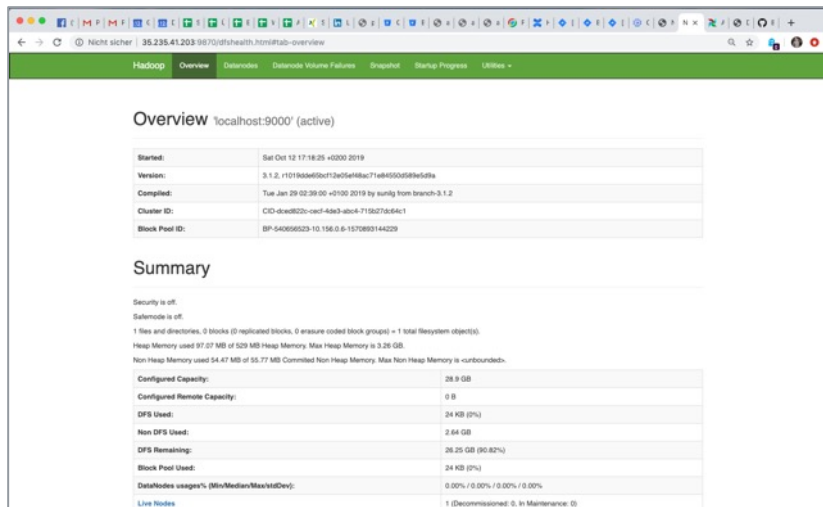 Nicht sicher 35.235.41.203:9870/dfshealth.html#tab-overview
Hadoop Overview Datanodes Datanode Volume Failures Snapshot Startup Progress Utilities
Overview 'localhost:9000' (active)
Started: Sat Oct 12 17:18:25 +0200 2019
Version: 3.1.2, r1019dde65bcf12e05ef48ac71e84550d589e5d9a
Compiled: Tue Jan 29 02:39:00 +0100 2019 by sunilg from branch-3.1.2
Cluster ID: CID-dced822c-cecf-4de3-abc4-715b27dc64c1
Block Pool ID: BP-540656523-10.156.0.6-1570893144229
Summary
Security is off.
Safemode is off.
1 files and directories, 0 blocks (0 replicated blocks, 0 erasure coded block groups) = 1 total filesystem object(s).
Heap Memory used 97.07 MB of 529 MB Heap Memory. Max Heap Memory is 3.26 GB.
Non Heap Memory used 54.47 MB of 55.77 MB Commited Non Heap Memory. Max Non Heap Memory is <unbounded>.
Configured Capacity: 28.9 GB
Configured Remote Capacity: 0 B
DFS Used: 24 KB (0%)
Non DFS Used: 2.64 GB
DFS Remaining: 26.25 GB (90.82%)
Block Pool Used: 24 KB (0%)
DataNodes usages% (Min/Median/Max/stdDev): 0.00% / 0.00% / 0.00% / 0.00%
Live Nodes 1 (Decommissioned: 0, In Maintenance: 0)